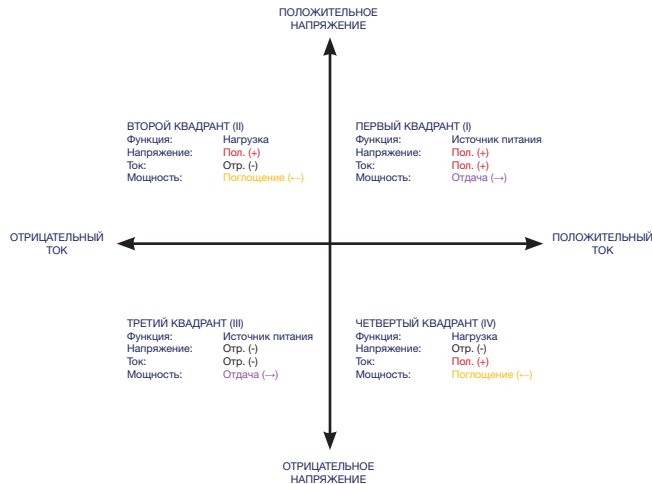 ПОЛОЖИТЕЛЬНОЕ
НАПРЯЖЕНИЕ
ВТОРОЙ КВАДРАНТ (II)
Функция: Нагрузка
Напряжение: Пол. (+)
Ток: Отр. (-)
Мощность: Поглощение (←)
ПЕРВЫЙ КВАДРАНТ (I)
Функция: Источник питания
Напряжение: Пол. (+)
Ток: Пол. (+)
Мощность: Отдача (→)
ОТРИЦАТЕЛЬНЫЙ
ТОК
ПОЛОЖИТЕЛЬНЫЙ
ТОК
ТРЕТИЙ КВАДРАНТ (III)
Функция: Источник питания
Напряжение: Отр. (-)
Ток: Отр. (-)
Мощность: Отдача (→)
ЧЕТВЕРТЫЙ КВАДРАНТ (IV)
Функция: Нагрузка
Напряжение: Отр. (-)
Ток: Пол. (+)
Мощность: Поглощение (←)
ОТРИЦАТЕЛЬНОЕ
НАПРЯЖЕНИЕ